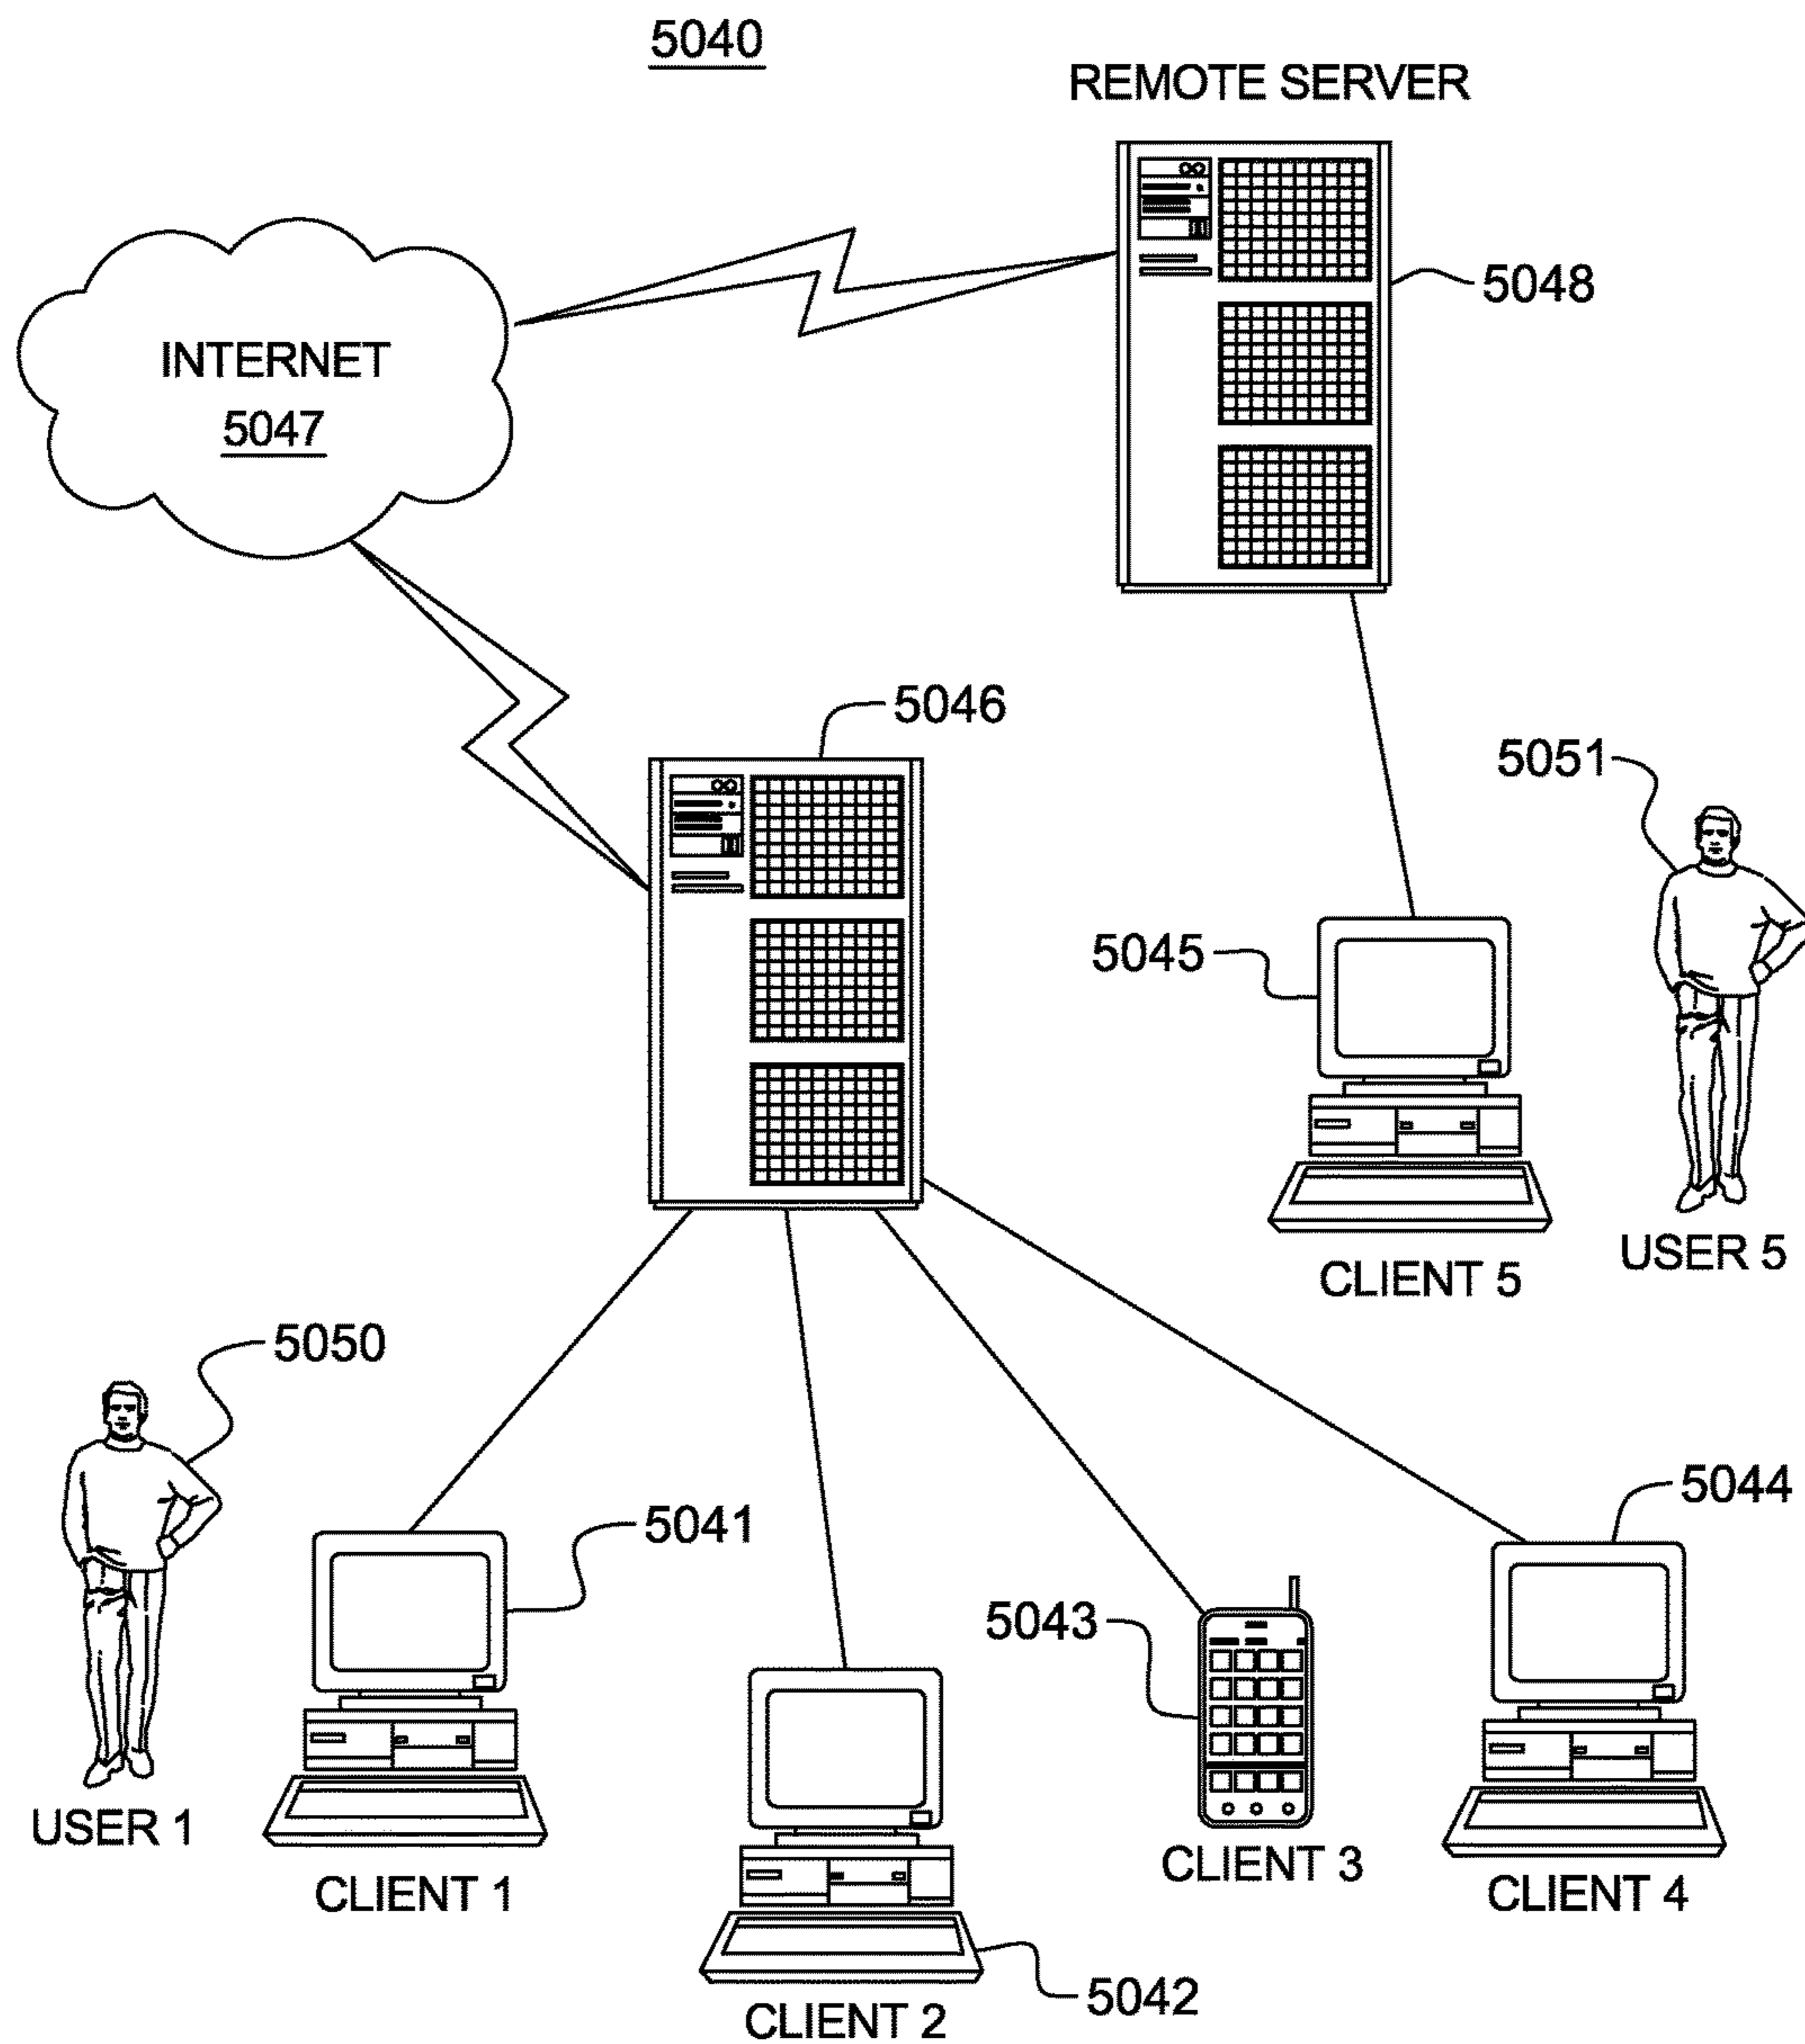 5040
REMOTE SERVER
5048
INTERNET
5047
5046
5051
5045
USER 5
CLIENT 5
5050
5044
5041
5043
USER 1
CLIENT 3
CLIENT 1
CLIENT 4
5042
CLIENT 2